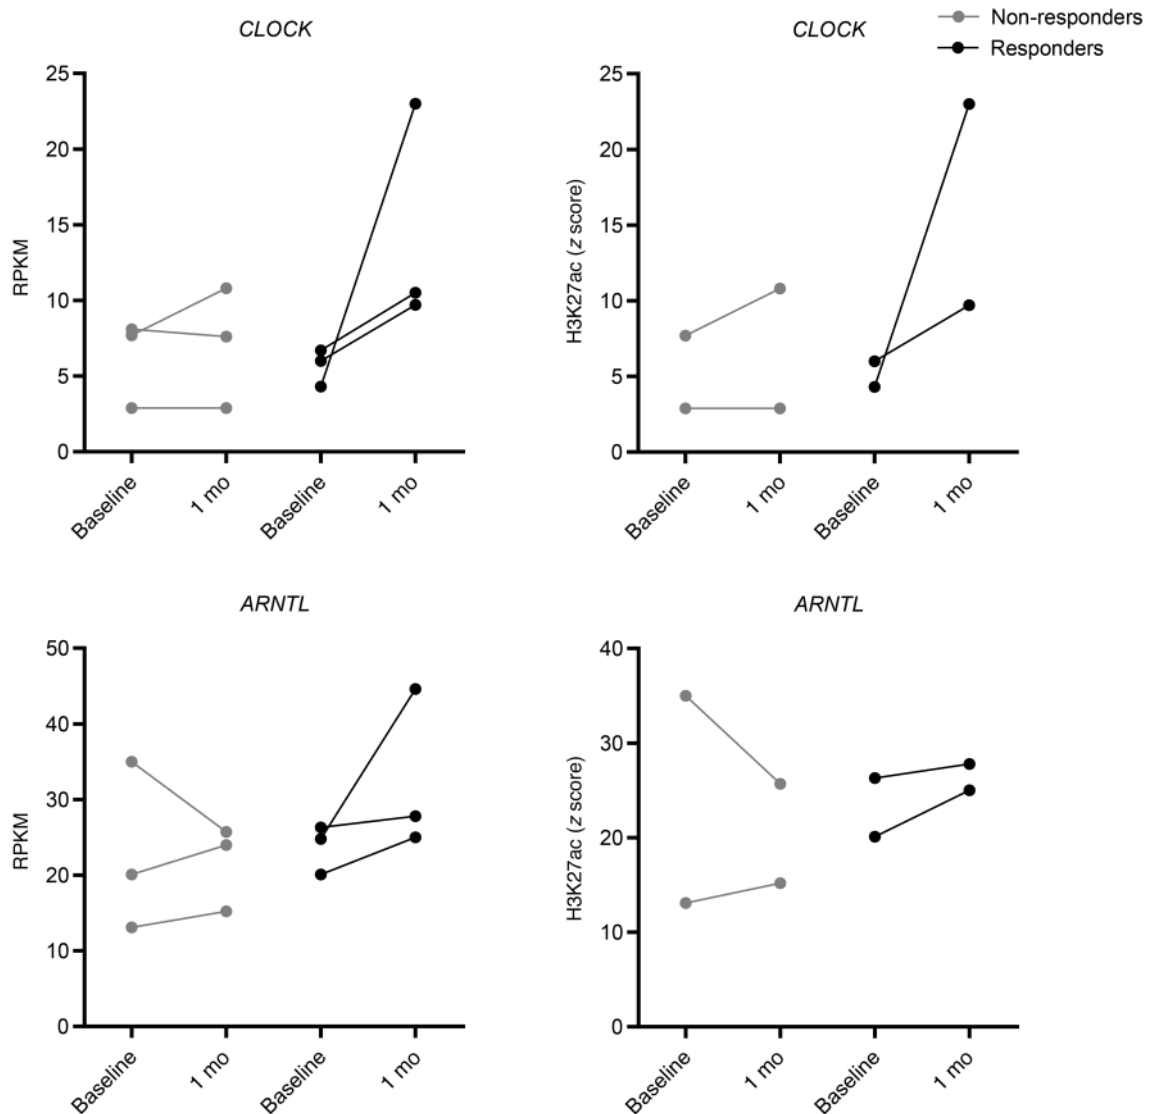 CLOCK
CLOCK
Non-responders
Responders
25
20
15
10
5
0
RPKM
Baseline
1 mo
Baseline
1 mo
25
20
15
10
5
0
H3K27ac (z score)
Baseline
1 mo
Baseline
1 mo
ARNTL
50
40
30
20
10
0
RPKM
Baseline
1 mo
Baseline
1 mo
ARNTL
40
30
20
10
0
H3K27ac (z score)
Baseline
1 mo
Baseline
1 mo